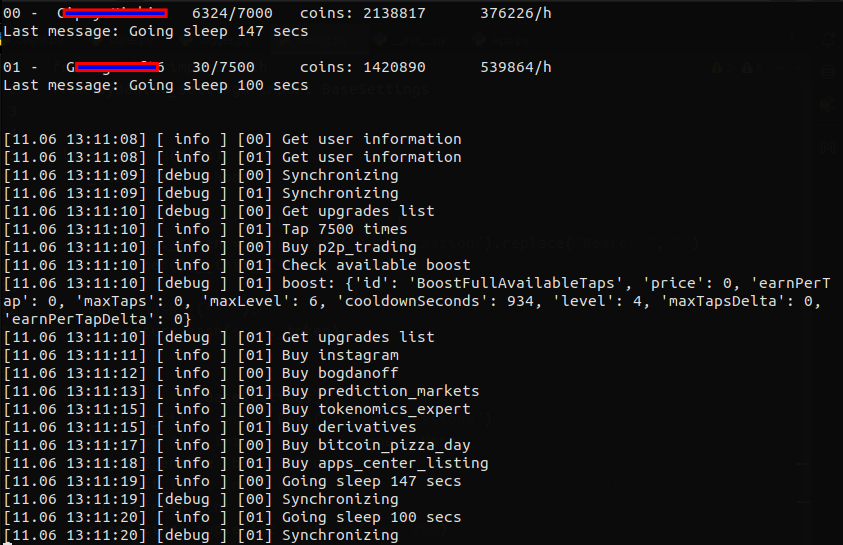 00 - 6324/7000 coins: 2138817 376226/h
Last message: Going sleep 147 secs
01 - G 6 30/7500 coins: 1420890 539864/h
Last message: Going sleep 100 secs
BaseSettings
[11.06 13:11:08] [ info ] [00] Get user information
[11.06 13:11:08] [ info ] [01] Get user information
[11.06 13:11:09] [debug ] [00] Synchronizing
[11.06 13:11:09] [debug ] [01] Synchronizing
[11.06 13:11:10] [debug ] [00] Get upgrades list
[11.06 13:11:10] [ info ] [01] Tap 7500 times
[11.06 13:11:10] [ info ] [00] Buy p2p_trading
[11.06 13:11:10] [ info ] [01] Check available boost
[11.06 13:11:10] [debug ] [01] boost: {'id': 'BoostFullAvailableTaps', 'price': 0, 'earnPerT
ap': 0, 'maxTaps': 0, 'maxLevel': 6, 'cooldownSeconds': 934, 'level': 4, 'maxTapsDelta': 0,
'earnPerTapDelta': 0}
[11.06 13:11:10] [debug ] [01] Get upgrades list
[11.06 13:11:11] [ info ] [01] Buy instagram
[11.06 13:11:12] [ info ] [00] Buy bogdanoff
[11.06 13:11:13] [ info ] [01] Buy prediction_markets
[11.06 13:11:15] [ info ] [00] Buy tokenomics_expert
[11.06 13:11:15] [ info ] [01] Buy derivatives
[11.06 13:11:17] [ info ] [00] Buy bitcoin_pizza_day
[11.06 13:11:18] [ info ] [01] Buy apps_center_listing
[11.06 13:11:19] [ info ] [00] Going sleep 147 secs
[11.06 13:11:19] [debug ] [00] Synchronizing
[11.06 13:11:20] [ info ] [01] Going sleep 100 secs
[11.06 13:11:20] [debug ] [01] Synchronizing